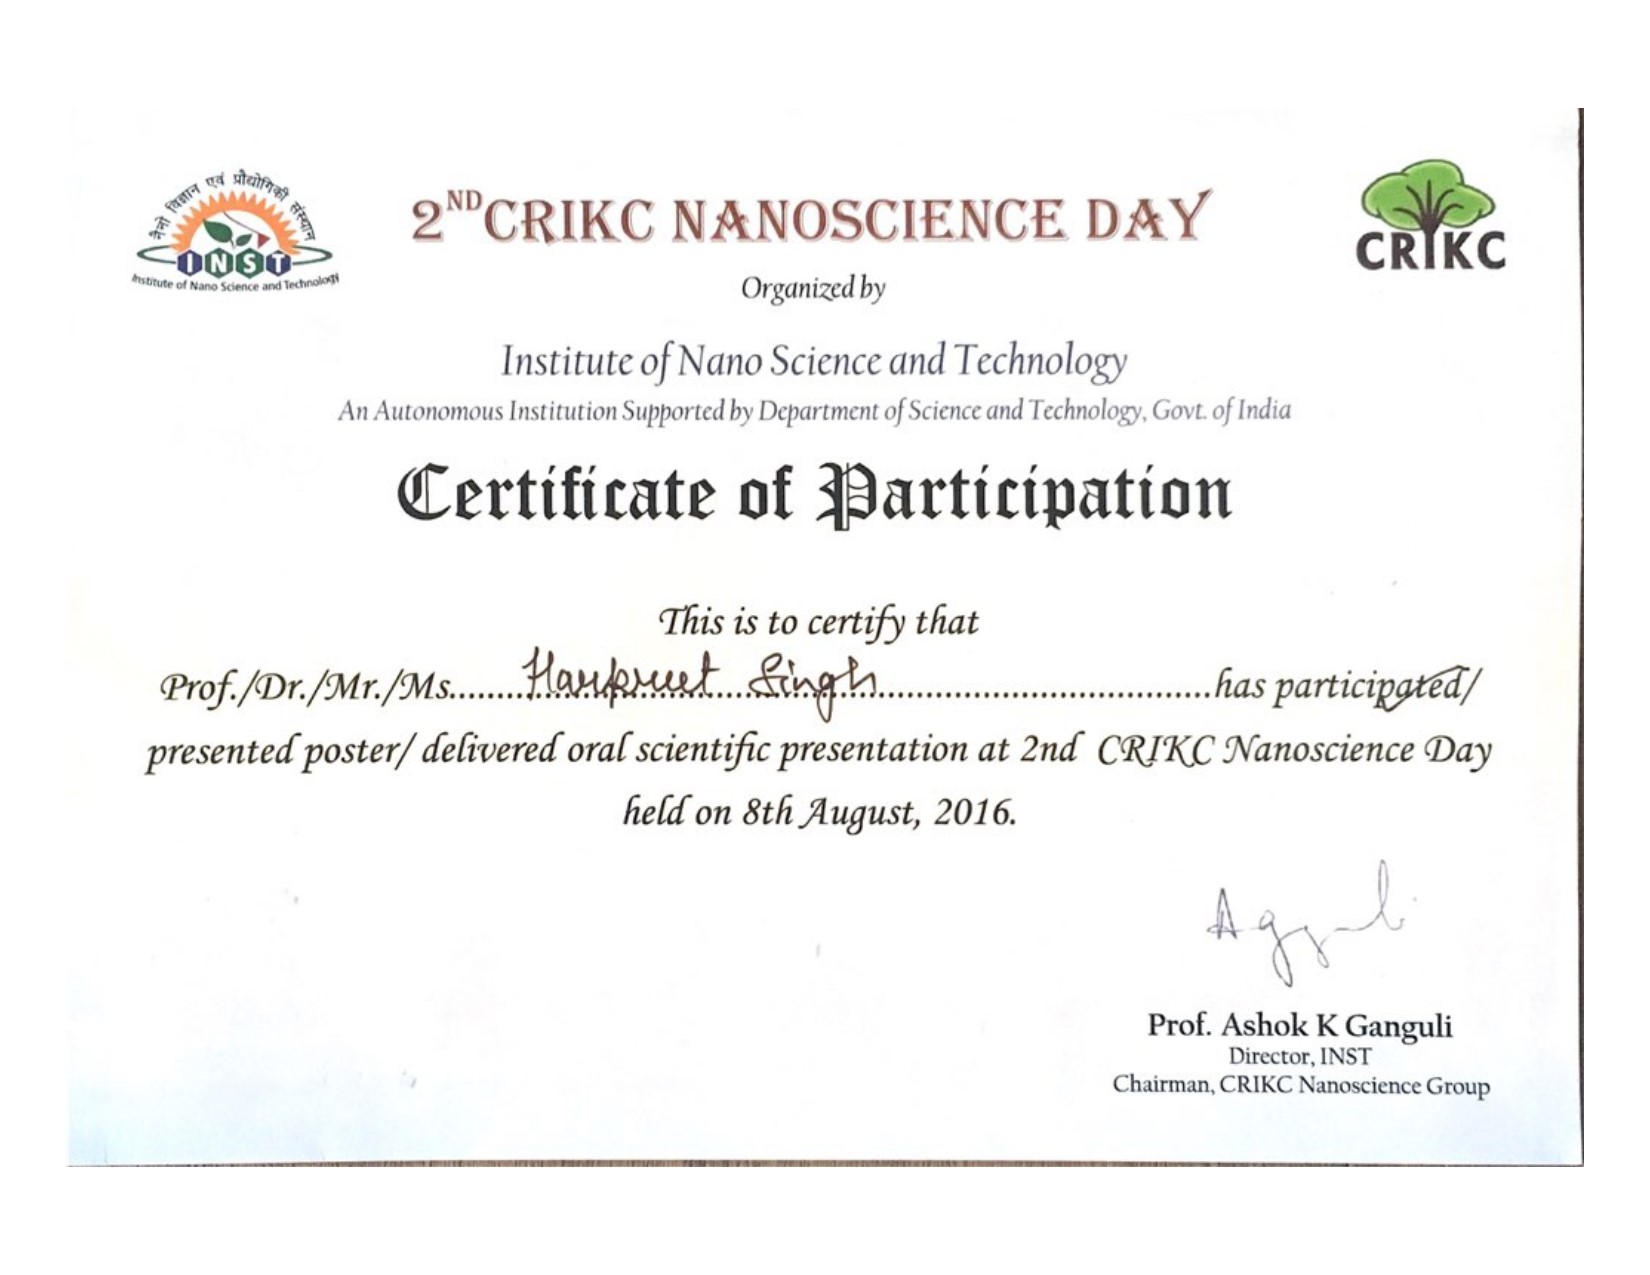 नैनो विज्ञान एवं प्रौद्योगिकी संस्थान
INST
Institute of Nano Science and Technology
2ND CRIKC NANOSCIENCE DAY
CRIKC
Organized by
Institute of Nano Science and Technology
An Autonomous Institution Supported by Department of Science and Technology, Govt. of India
Certificate of Participation
This is to certify that
Prof./Dr./Mr./Ms........Harpreet Singh.......................................has participated/
presented poster/ delivered oral scientific presentation at 2nd CRIKC Nanoscience Day
held on 8th August, 2016.
Prof. Ashok K Ganguli
Director, INST
Chairman, CRIKC Nanoscience Group